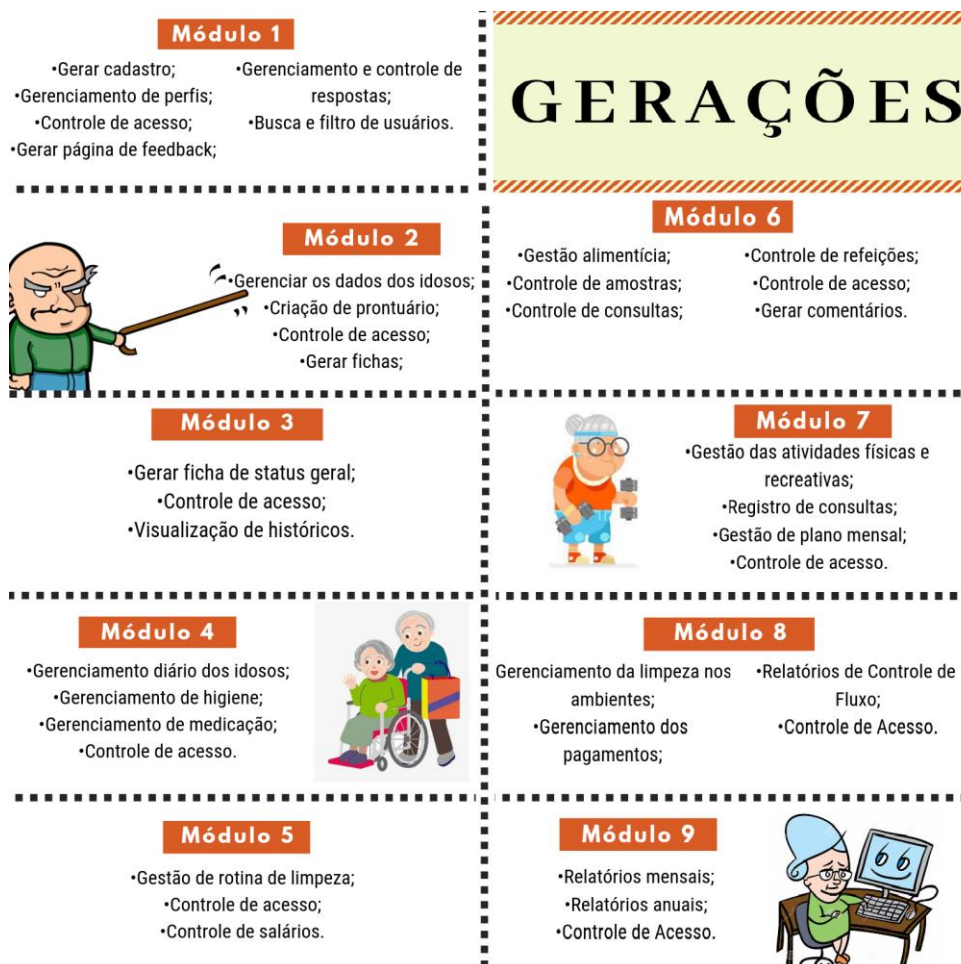 Módulo 1
•Gerar cadastro;
•Gerenciamento de perfis;
•Controle de acesso;
•Gerar página de feedback;
•Gerenciamento e controle de
respostas;
•Busca e filtro de usuários.
GERAÇÕES
Módulo 2
•Gerenciar os dados dos idosos;
•Criação de prontuário;
•Controle de acesso;
•Gerar fichas;
Módulo 6
•Gestão alimentícia;
•Controle de amostras;
•Controle de consultas;
•Controle de refeições;
•Controle de acesso;
•Gerar comentários.
Módulo 3
•Gerar ficha de status geral;
•Controle de acesso;
•Visualização de históricos.
Módulo 7
•Gestão das atividades físicas e
recreativas;
•Registro de consultas;
•Gestão de plano mensal;
•Controle de acesso.
Módulo 4
•Gerenciamento diário dos idosos;
•Gerenciamento de higiene;
•Gerenciamento de medicação;
•Controle de acesso.
Módulo 8
Gerenciamento da limpeza nos
ambientes;
•Gerenciamento dos
pagamentos;
•Relatórios de Controle de
Fluxo;
•Controle de Acesso.
Módulo 5
•Gestão de rotina de limpeza;
•Controle de acesso;
•Controle de salários.
Módulo 9
•Relatórios mensais;
•Relatórios anuais;
•Controle de Acesso.